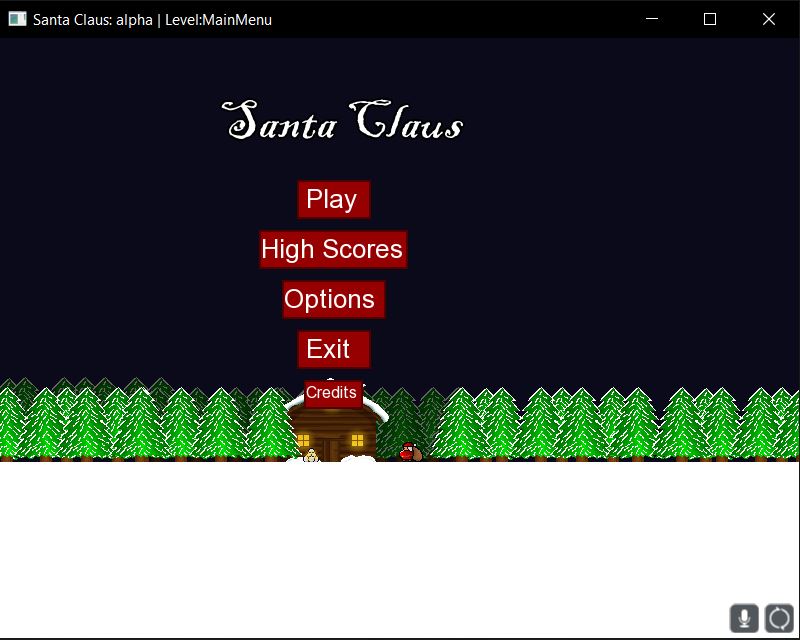 Santa Claus: alpha | Level:MainMenu
Santa Claus
Play
High Scores
Options
Exit
Credits